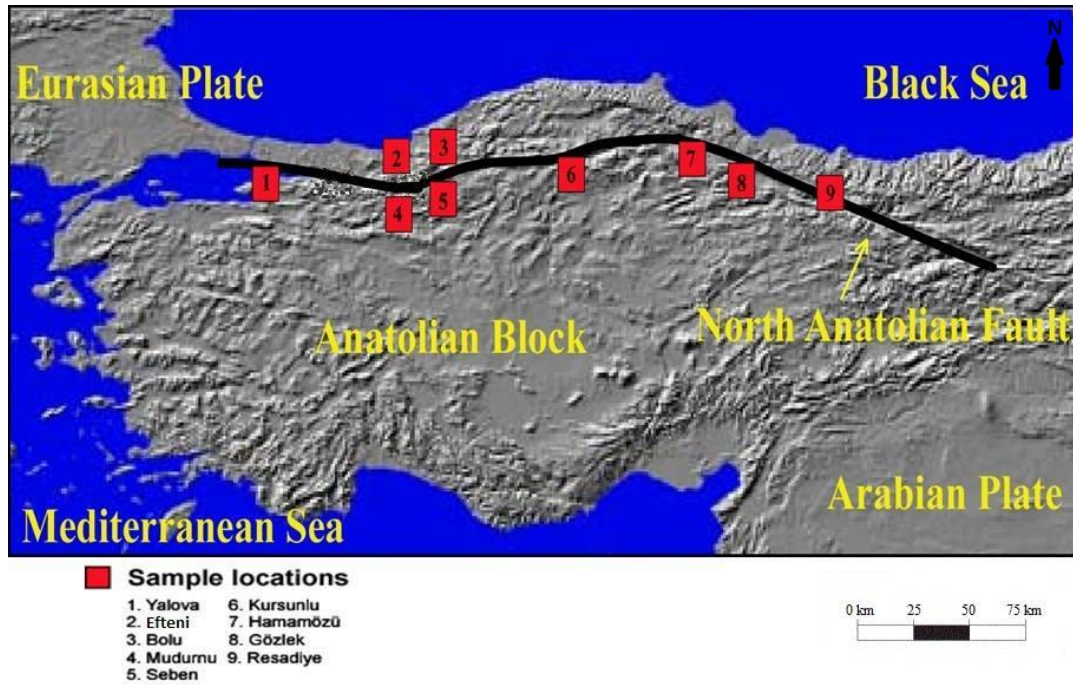 N
Eurasian Plate
Black Sea
2
3
1
6
7
8
4
5
9
Anatolian Block
North Anatolian Fault
Arabian Plate
Mediterranean Sea
Sample locations
1. Yalova 6. Kursunlu
2. Efteni 7. Hamamözü
3. Bolu 8. Gözlek
4. Mudurnu 9. Resadiye
5. Seben
0 km 25 50 75 km